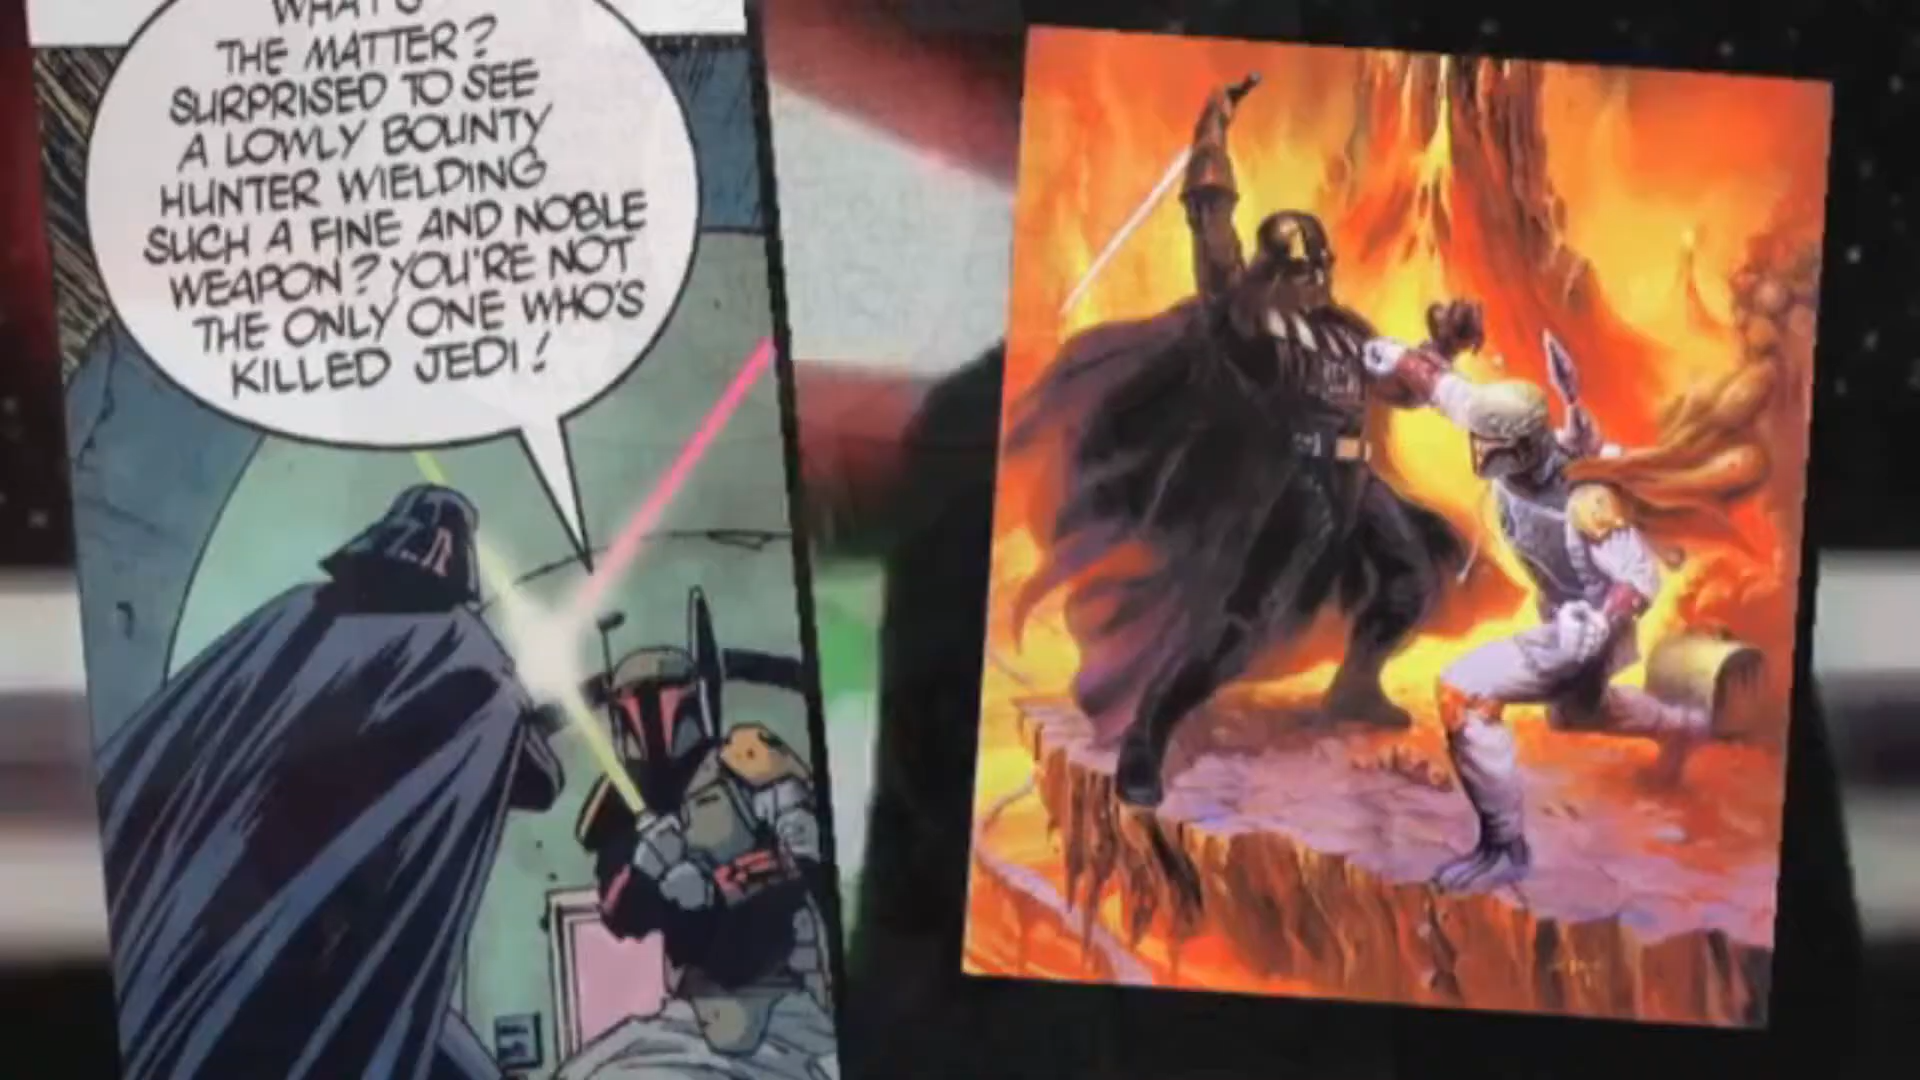 WHAT'S
THE MATTER?
SURPRISED TO SEE
A LOWLY BOUNTY
HUNTER WIELDING
SUCH A FINE AND NOBLE
WEAPON? YOU'RE NOT
THE ONLY ONE WHO'S
KILLED JEDI!